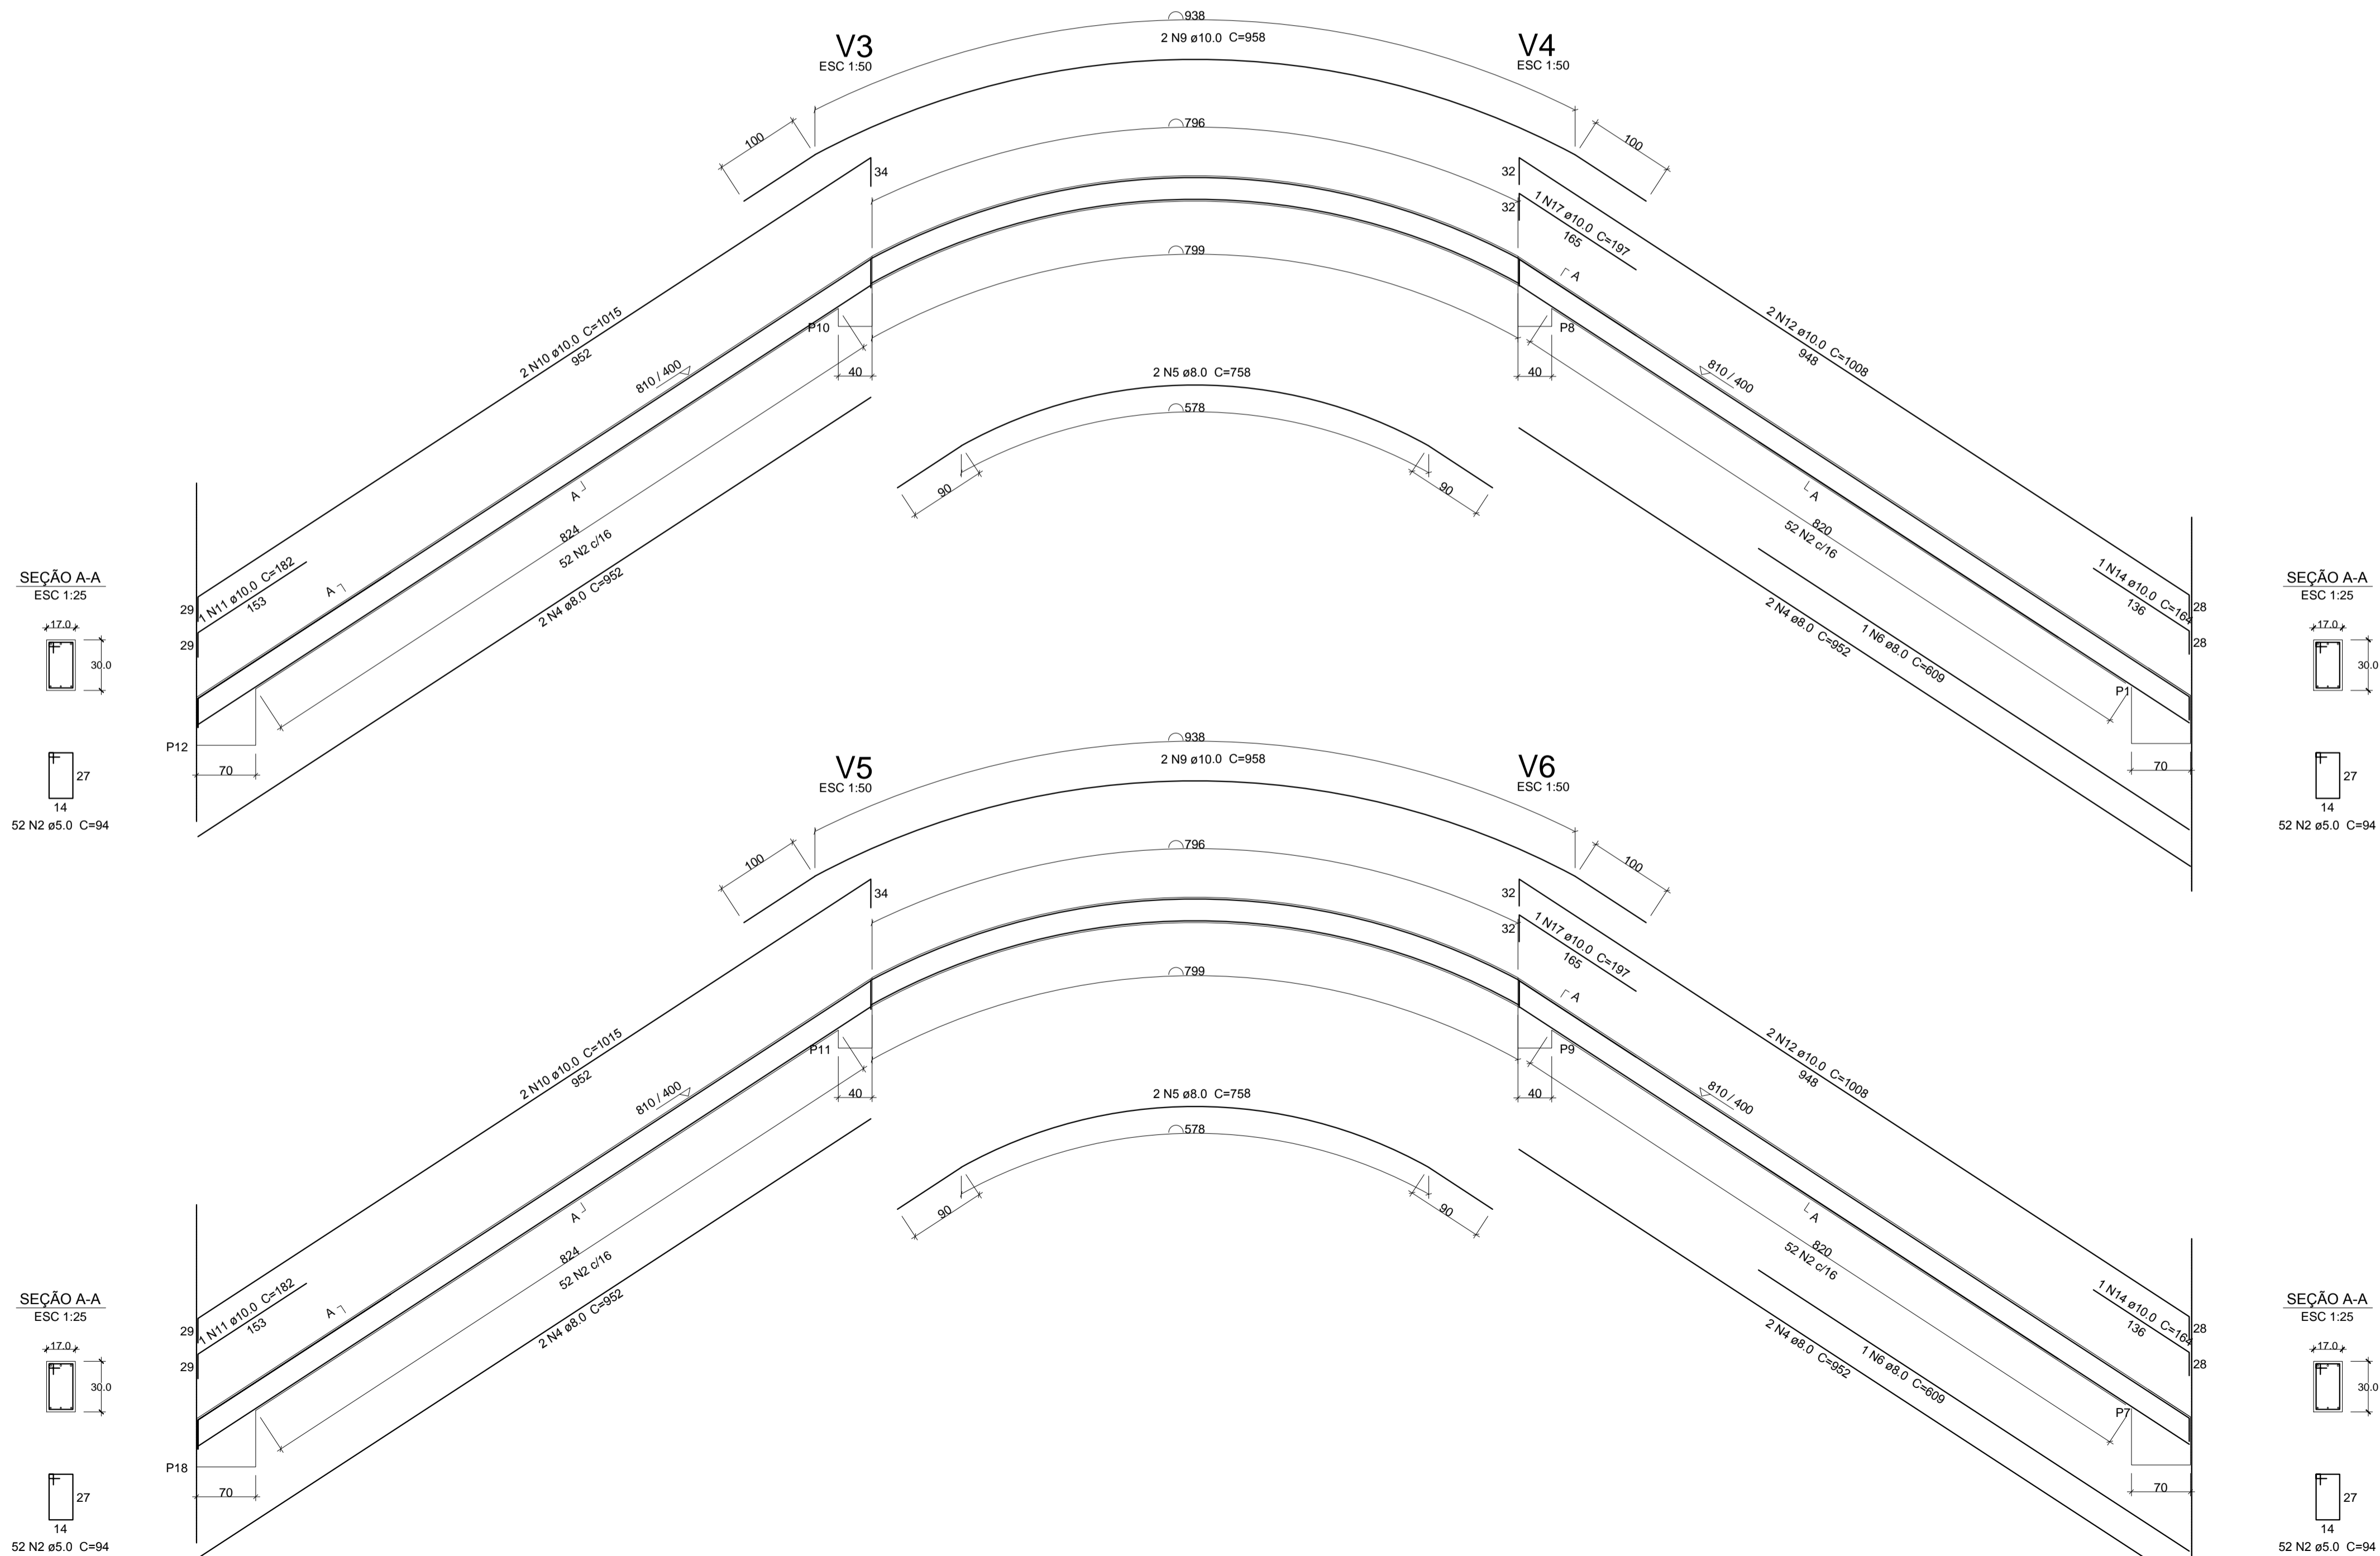 938
V3
V4
2 N9 ø10.0 C=958
ESC 1:50
ESC 1:50
100
796
100
34
32
32
1 N17 ø10.0 C=197
165
799
A
P10
P8
2 N10 ø10.0 C=1015
952
2 N12 ø10.0 C=1008
948
810 / 400
810 / 400
40
40
2 N5 ø8.0 C=758
578
90
90
A
A
824
52 N2 c/16
820
52 N2 c/16
SEÇÃO A-A
ESC 1:25
17.0
30.0
1 N11 ø10.0 C=182
153
A
29
29
2 N4 ø8.0 C=952
2 N4 ø8.0 C=952
1 N6 ø8.0 C=609
1 N14 ø10.0 C=164
136
28
28
SEÇÃO A-A
ESC 1:25
17.0
30.0
P12
70
P1
70
27
14
52 N2 ø5.0 C=94
27
14
52 N2 ø5.0 C=94
938
V5
V6
2 N9 ø10.0 C=958
ESC 1:50
ESC 1:50
100
796
100
34
32
32
1 N17 ø10.0 C=197
165
799
A
P11
P9
2 N10 ø10.0 C=1015
952
2 N12 ø10.0 C=1008
948
810 / 400
810 / 400
40
40
2 N5 ø8.0 C=758
578
90
90
A
A
824
52 N2 c/16
820
52 N2 c/16
SEÇÃO A-A
ESC 1:25
17.0
30.0
1 N11 ø10.0 C=182
153
A
29
29
2 N4 ø8.0 C=952
2 N4 ø8.0 C=952
1 N6 ø8.0 C=609
1 N14 ø10.0 C=164
136
28
28
SEÇÃO A-A
ESC 1:25
17.0
30.0
P18
70
P7
70
27
14
52 N2 ø5.0 C=94
27
14
52 N2 ø5.0 C=94